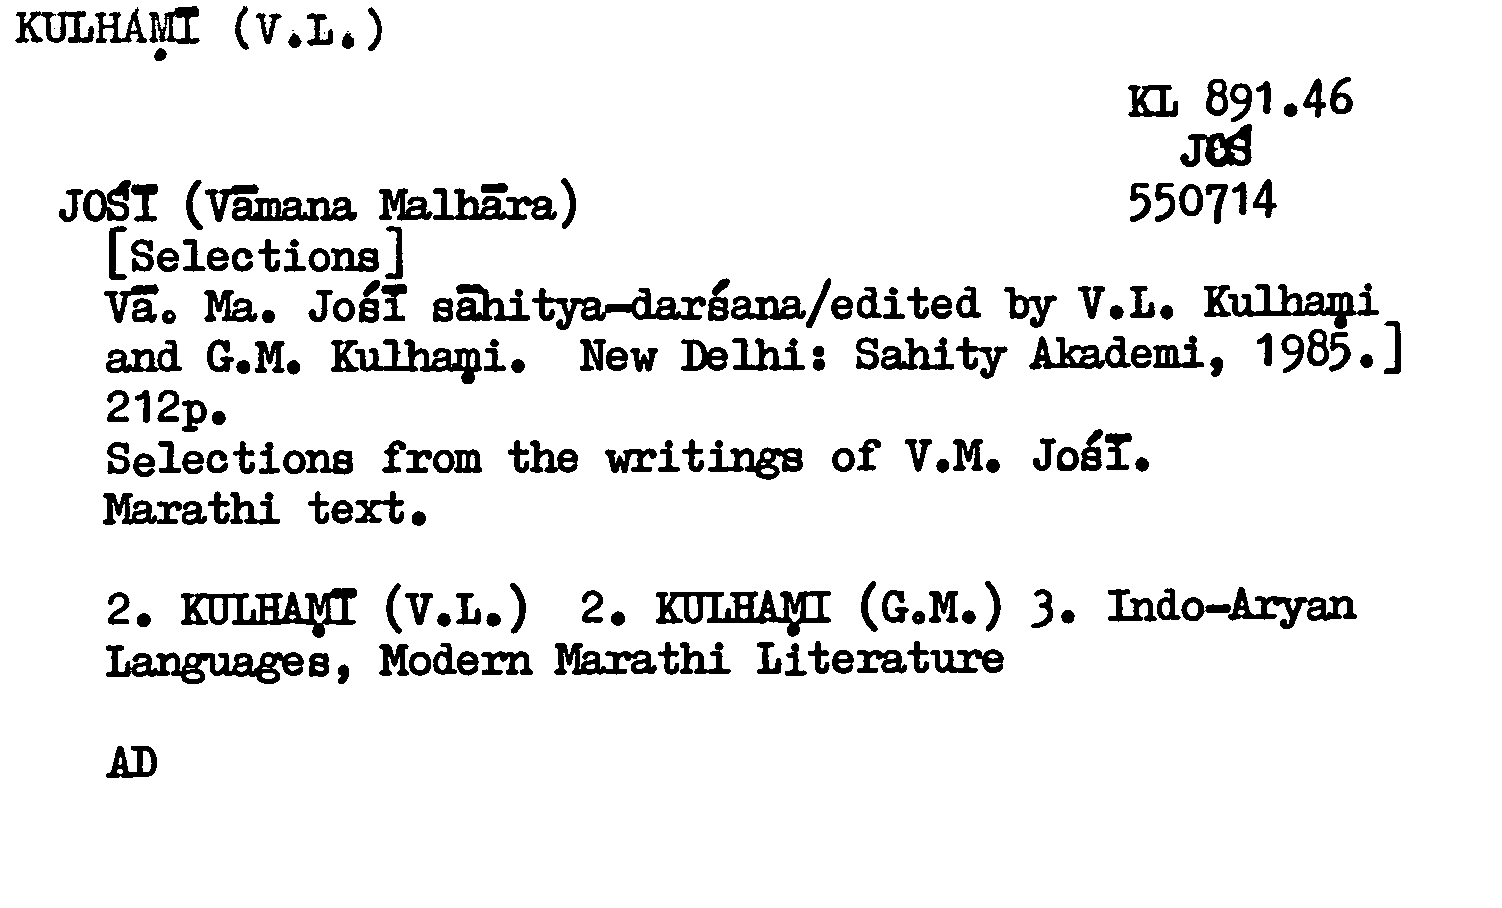 KULHAṂĪ (V.L.)
KL 891.46
JOŚ
JOŚĪ (Vāmana Malhāra)
550714
[Selections]
Vā. Ma. Jośī sāhitya-darśana/edited by V.L. Kulhaṃi
and G.M. Kulhaṃi. New Delhi: Sahity Akademi, 1985.]
212p.
Selections from the writings of V.M. Jośī.
Marathi text.
2. KULHAṂĪ (V.L.) 2. KULHAṂI (G.M.) 3. Indo-Aryan
Languages, Modern Marathi Literature
AD